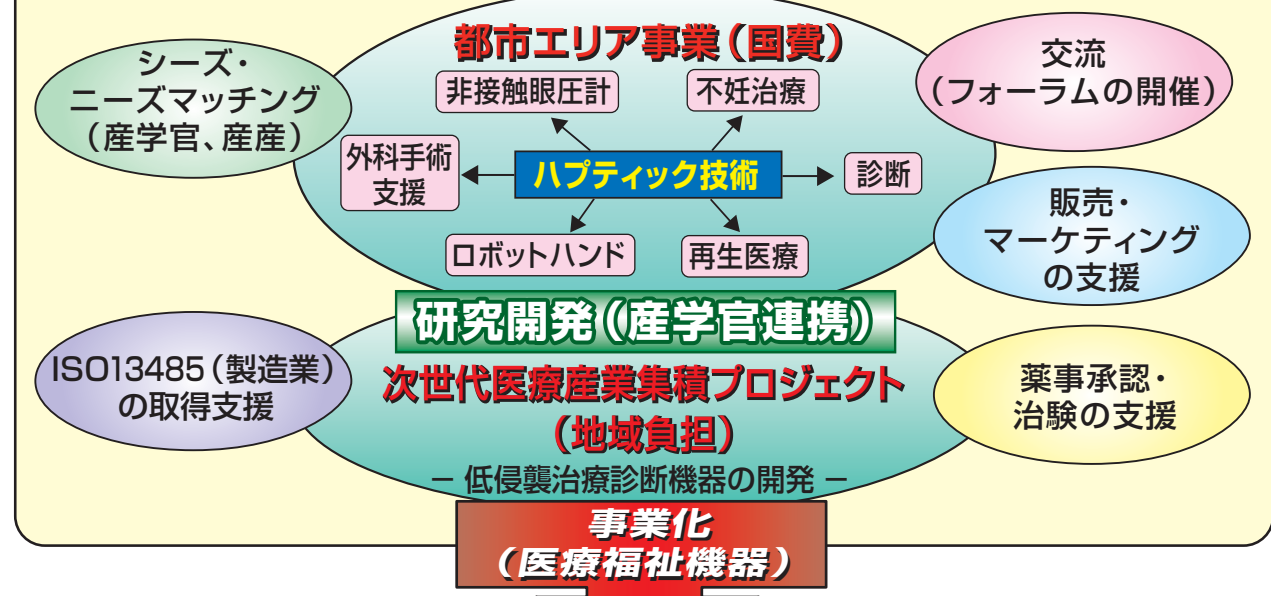 都市エリア事業（国費）
シーズ・
ニーズマッチング
（産学官、産産）
交流
（フォーラムの開催）
非接触眼圧計
不妊治療
外科手術
支援
ハプティック技術
診断
ロボットハンド
再生医療
販売・
マーケティング
の支援
研究開発（産学官連携）
ISO13485（製造業）
の取得支援
次世代医療産業集積プロジェクト
（地域負担）
− 低侵襲治療診断機器の開発 −
薬事承認・
治験の支援
事業化
（医療福祉機器）